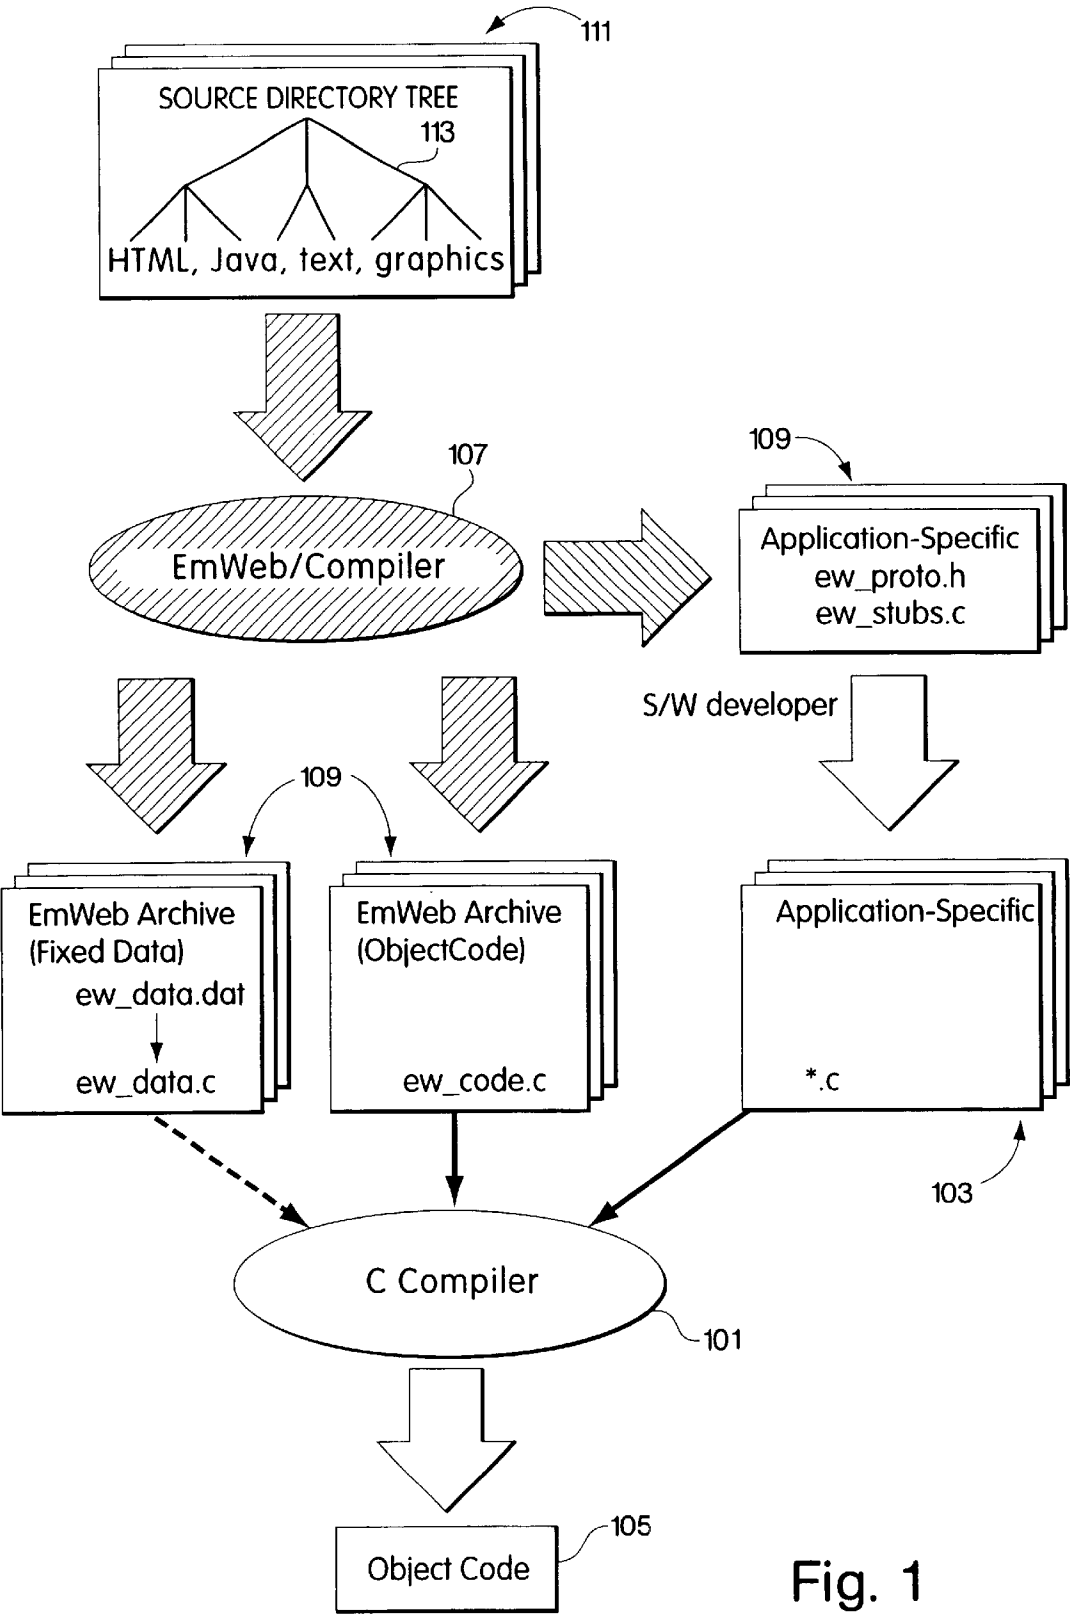 111
SOURCE DIRECTORY TREE
113
HTML, Java, text, graphics
107
109
EmWeb/Compiler
Application-Specific
ew_proto.h
ew_stubs.c
S/W developer
109
EmWeb Archive
(Fixed Data)
ew_data.dat
ew_data.c
EmWeb Archive
(ObjectCode)
ew_code.c
Application-Specific
*.c
103
C Compiler
101
105
Object Code
Fig. 1